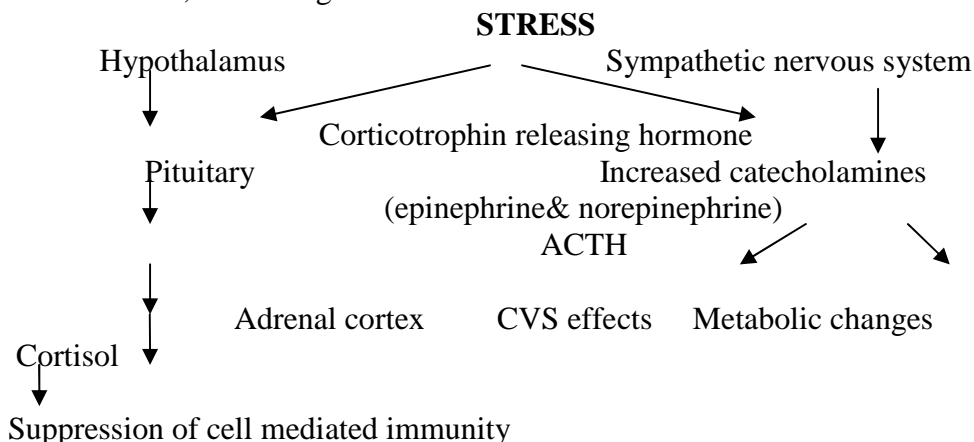 STRESS
Hypothalamus Sympathetic nervous system
Corticotrophin releasing hormone
Pituitary Increased catecholamines
(epinephrine& norepinephrine)
ACTH
Adrenal cortex CVS effects Metabolic changes
Cortisol
Suppression of cell mediated immunity